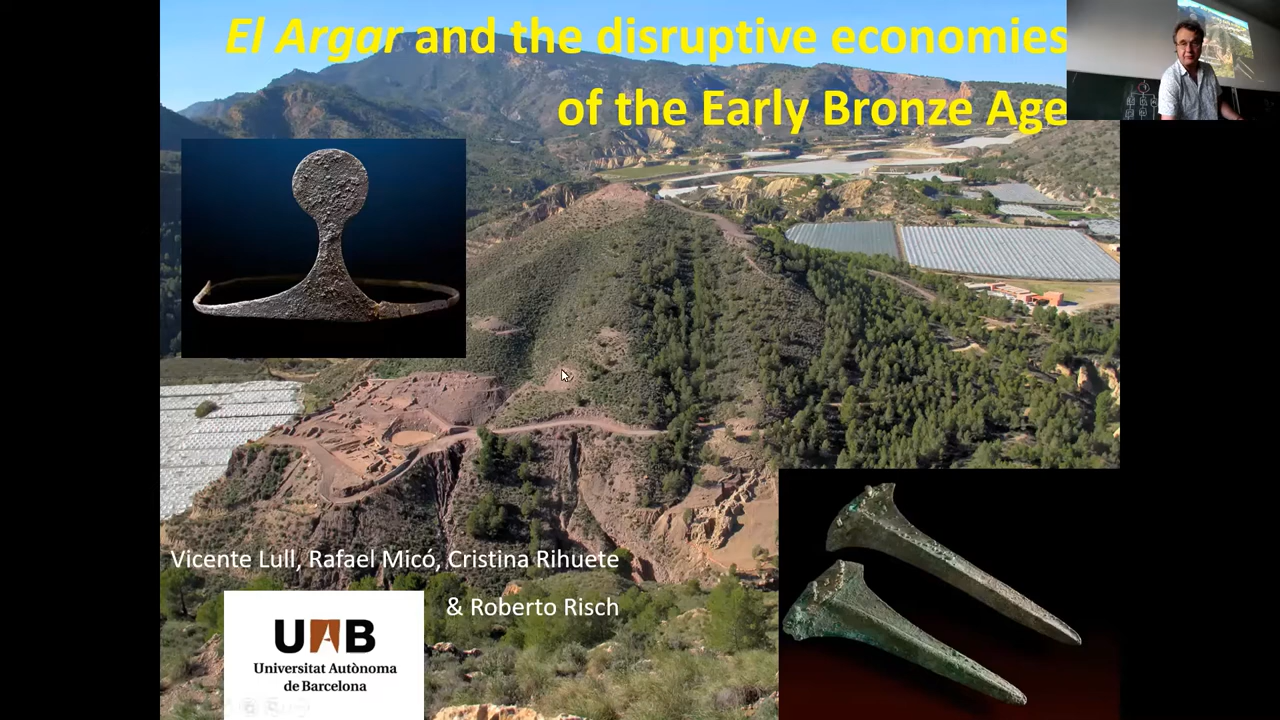 El Argar and the disruptive economies
of the Early Bronze Age
Vicente Lull, Rafael Micó, Cristina Rihuete
& Roberto Risch
UAB
Universitat Autònoma
de Barcelona